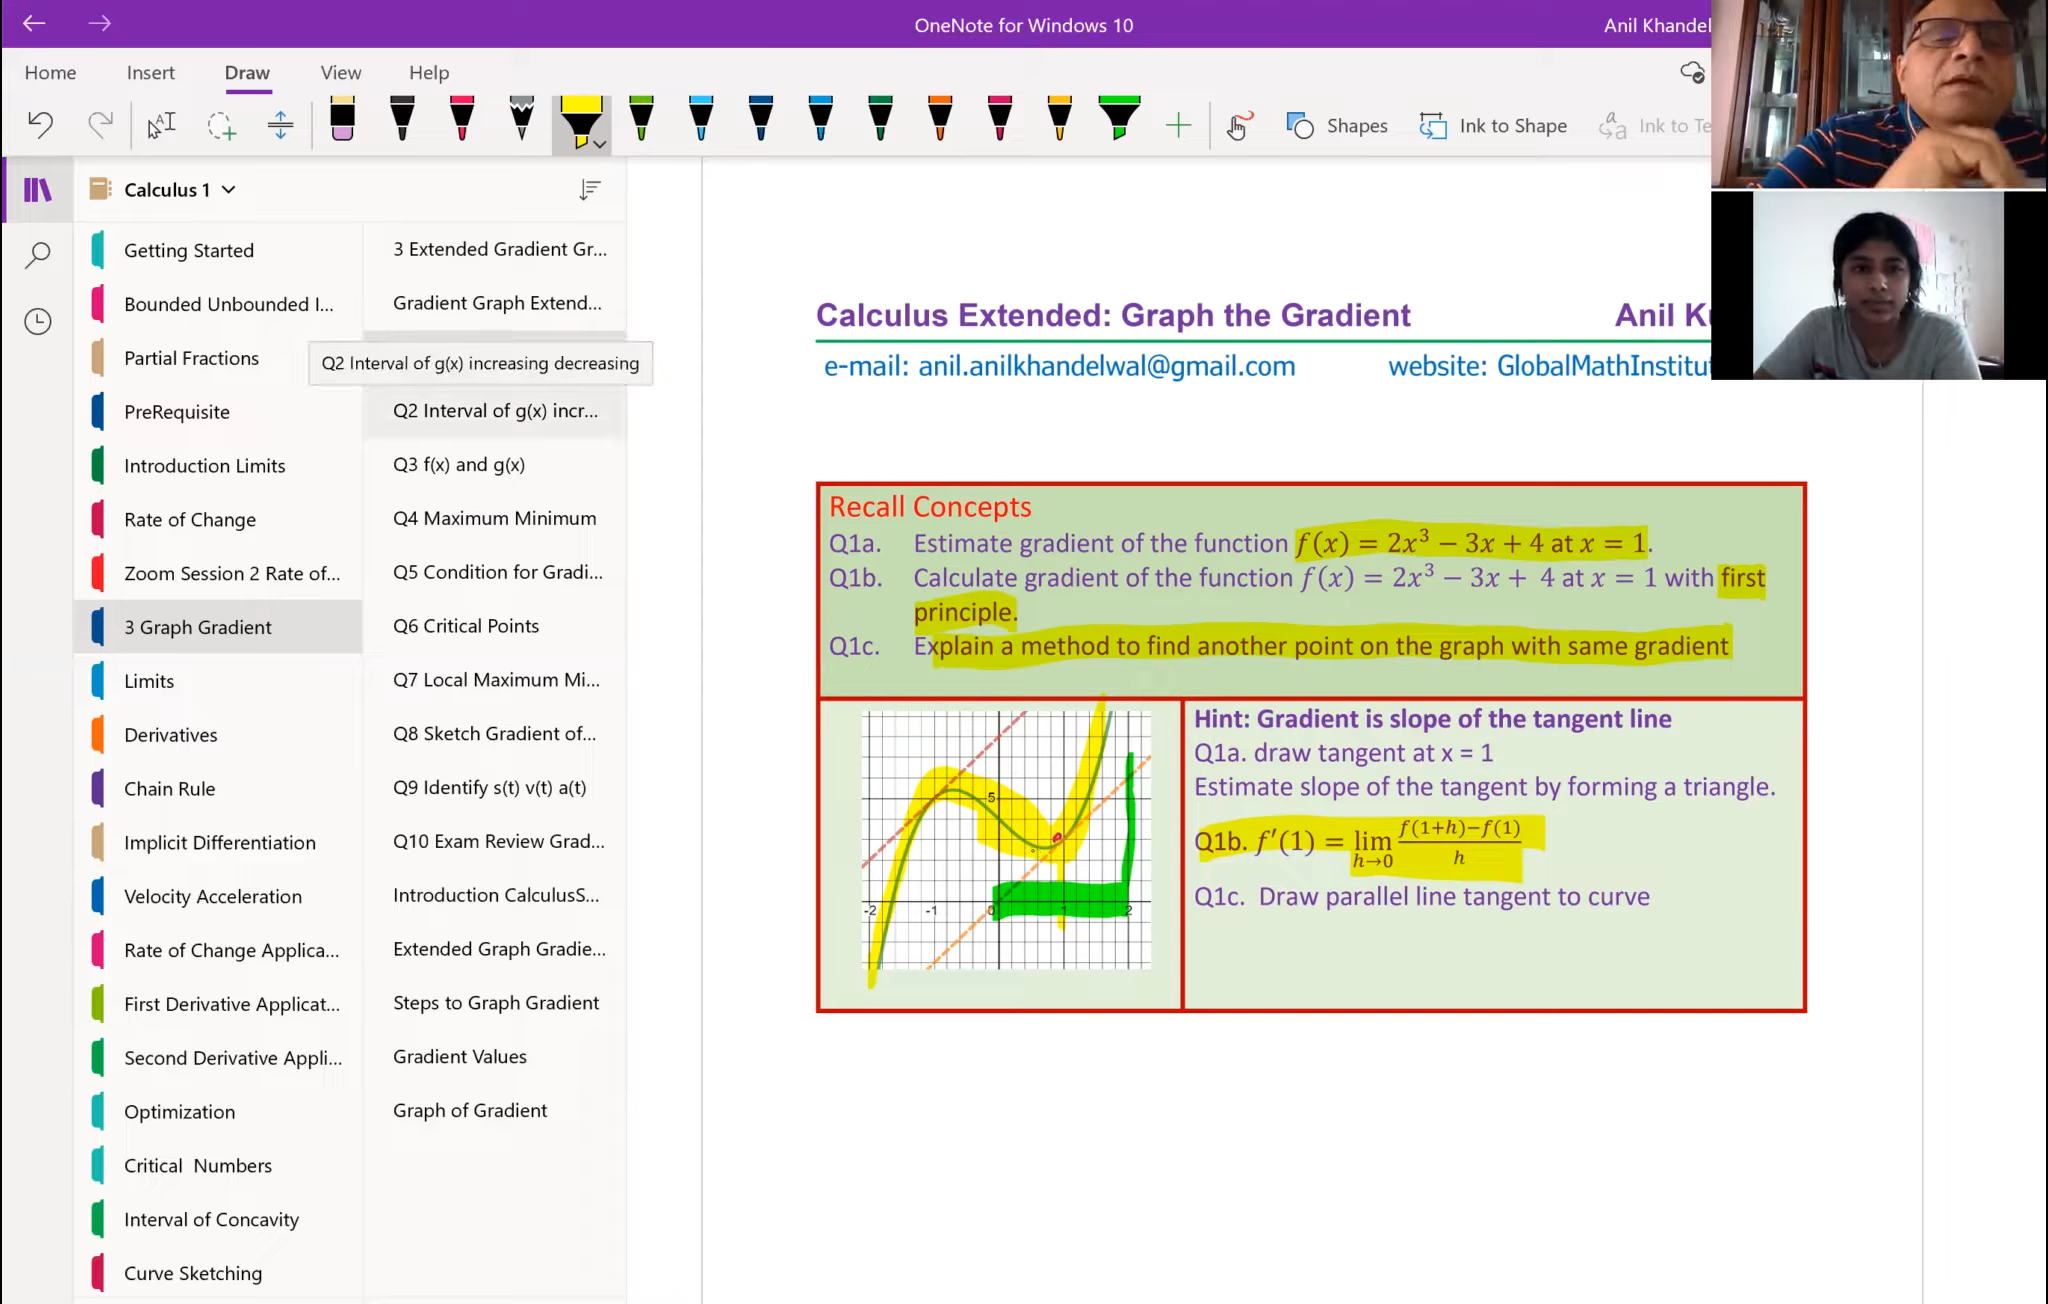 OneNote for Windows 10
Anil Khandel
Home Insert Draw View Help
Shapes Ink to Shape Ink to Te
Calculus 1
Getting Started
Bounded Unbounded I...
Partial Fractions
PreRequisite
Introduction Limits
Rate of Change
Zoom Session 2 Rate of...
3 Graph Gradient
Limits
Derivatives
Chain Rule
Implicit Differentiation
Velocity Acceleration
Rate of Change Applica...
First Derivative Applicat...
Second Derivative Appli...
Optimization
Critical Numbers
Interval of Concavity
Curve Sketching
3 Extended Gradient Gr...
Gradient Graph Extend...
Q2 Interval of g(x) increasing decreasing
Q2 Interval of g(x) incr...
Q3 f(x) and g(x)
Q4 Maximum Minimum
Q5 Condition for Gradi...
Q6 Critical Points
Q7 Local Maximum Mi...
Q8 Sketch Gradient of...
Q9 Identify s(t) v(t) a(t)
Q10 Exam Review Grad...
Introduction CalculusS...
Extended Graph Gradie...
Steps to Graph Gradient
Gradient Values
Graph of Gradient
Calculus Extended: Graph the Gradient Anil K
e-mail: anil.anilkhandelwal@gmail.com website: GlobalMathInstitut
Recall Concepts
Q1a. Estimate gradient of the function f(x) = 2x³ − 3x + 4 at x = 1.
Q1b. Calculate gradient of the function f(x) = 2x³ − 3x + 4 at x = 1 with first
principle.
Q1c. Explain a method to find another point on the graph with same gradient
5
-2 -1 0 1 2
Hint: Gradient is slope of the tangent line
Q1a. draw tangent at x = 1
Estimate slope of the tangent by forming a triangle.
Q1b. f′(1) = lim h→0 f(1+h)−f(1) / h
Q1c. Draw parallel line tangent to curve